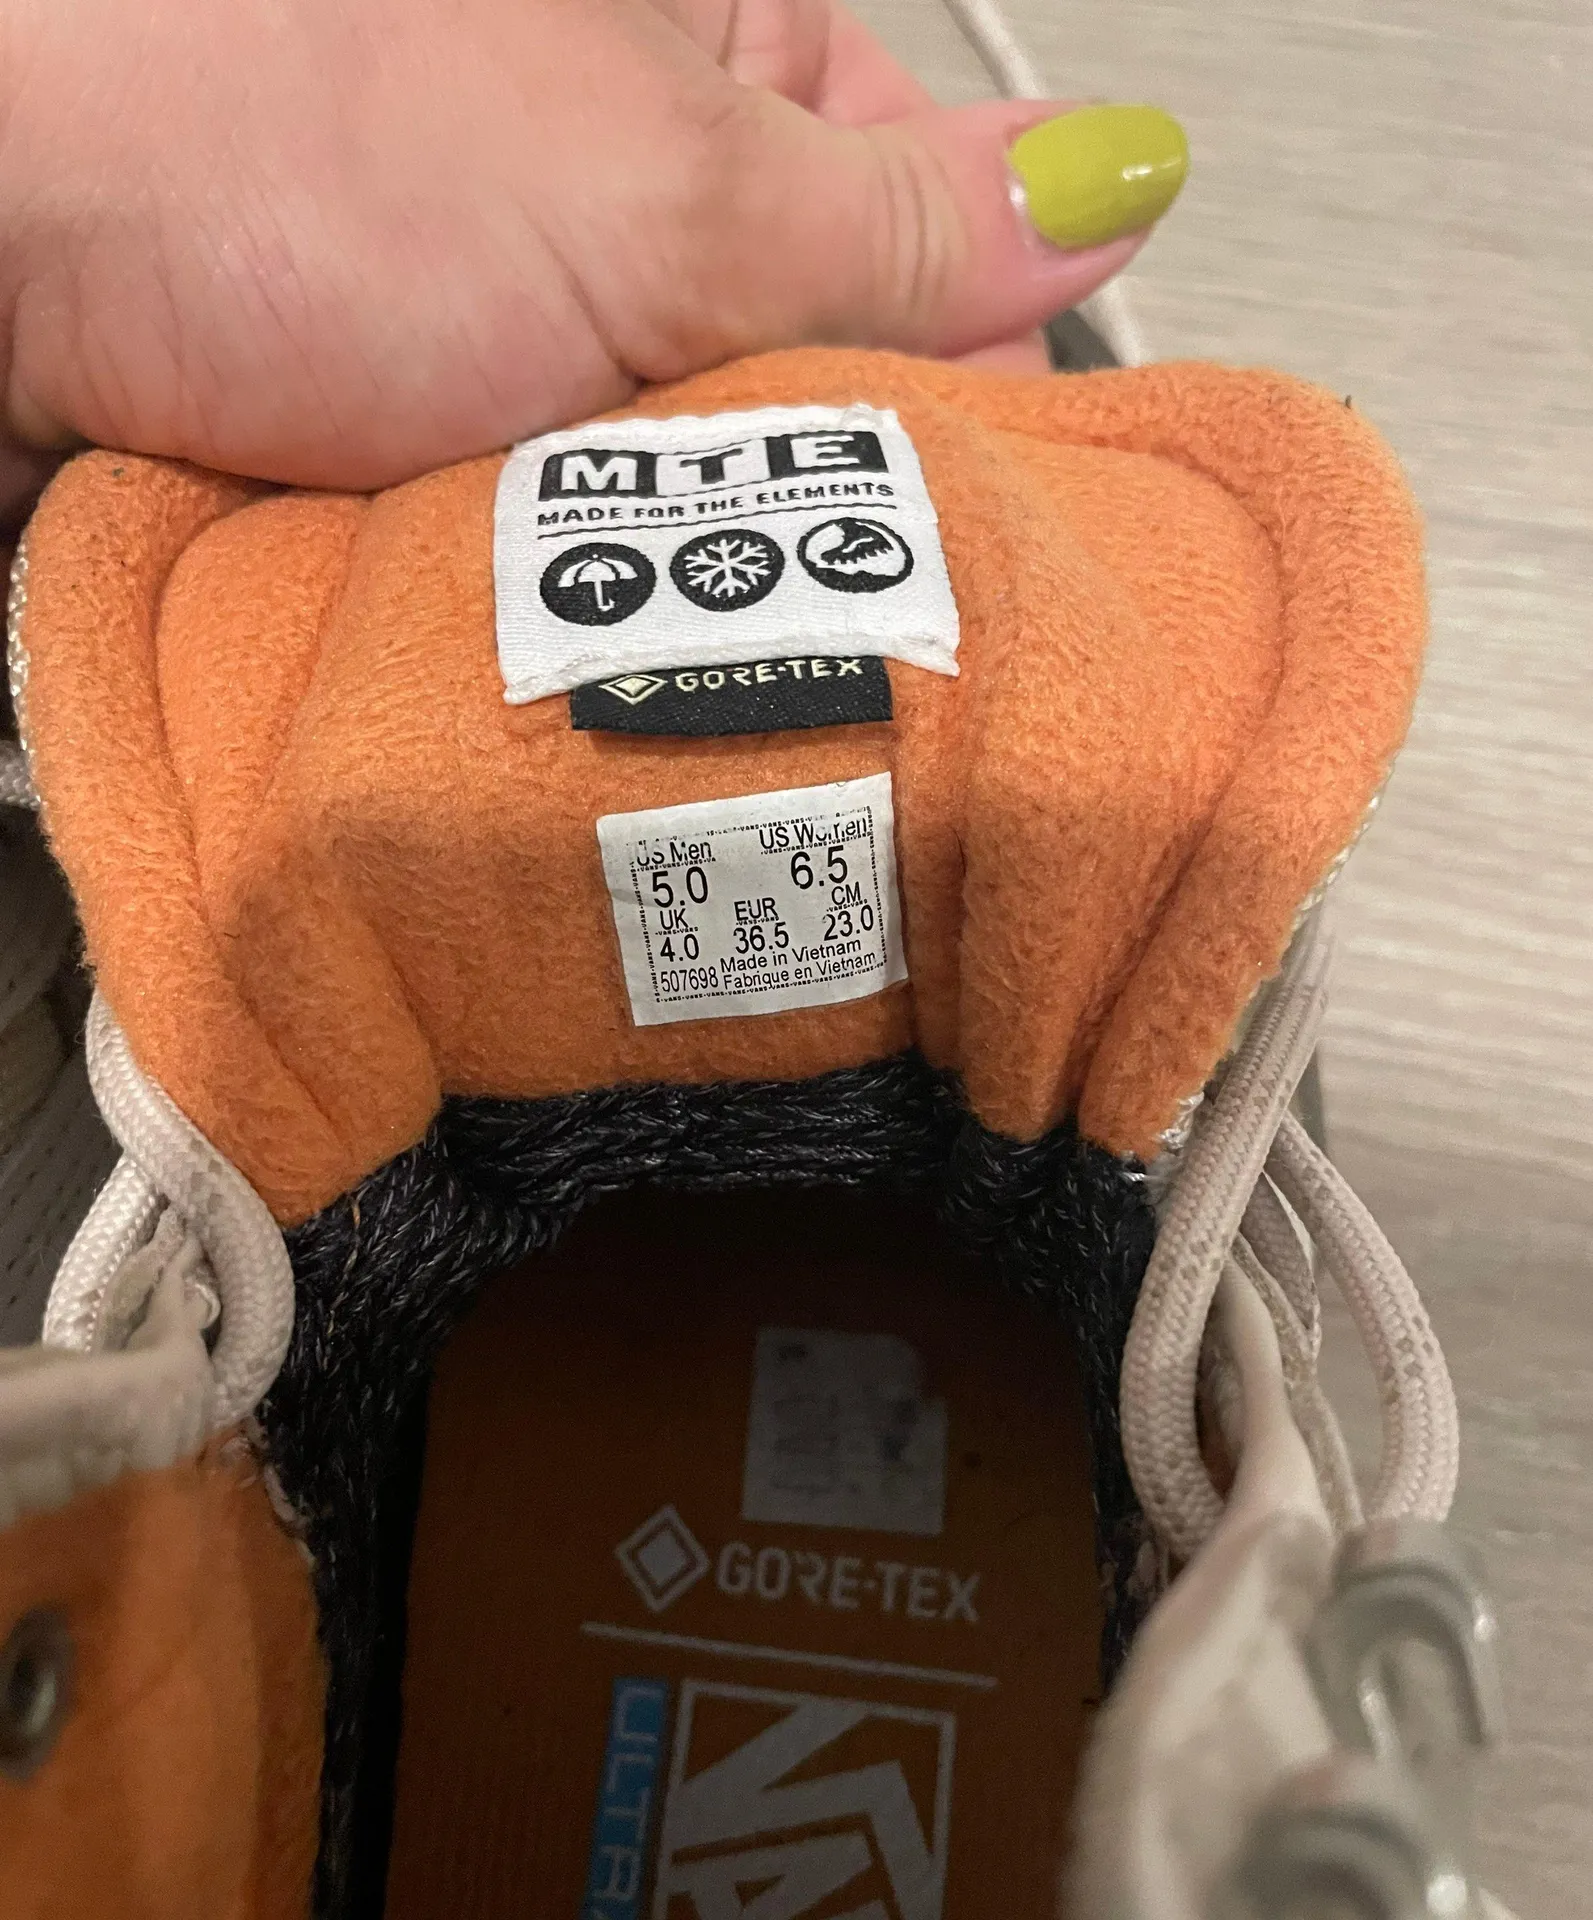 MTE
MADE FOR THE ELEMENTS
GORE-TEX
US Men US Women
5.0 6.5
UK EUR CM
4.0 36.5 23.0
Made in Vietnam
507698 Fabrique en Vietnam
GORE-TEX
ULTRA